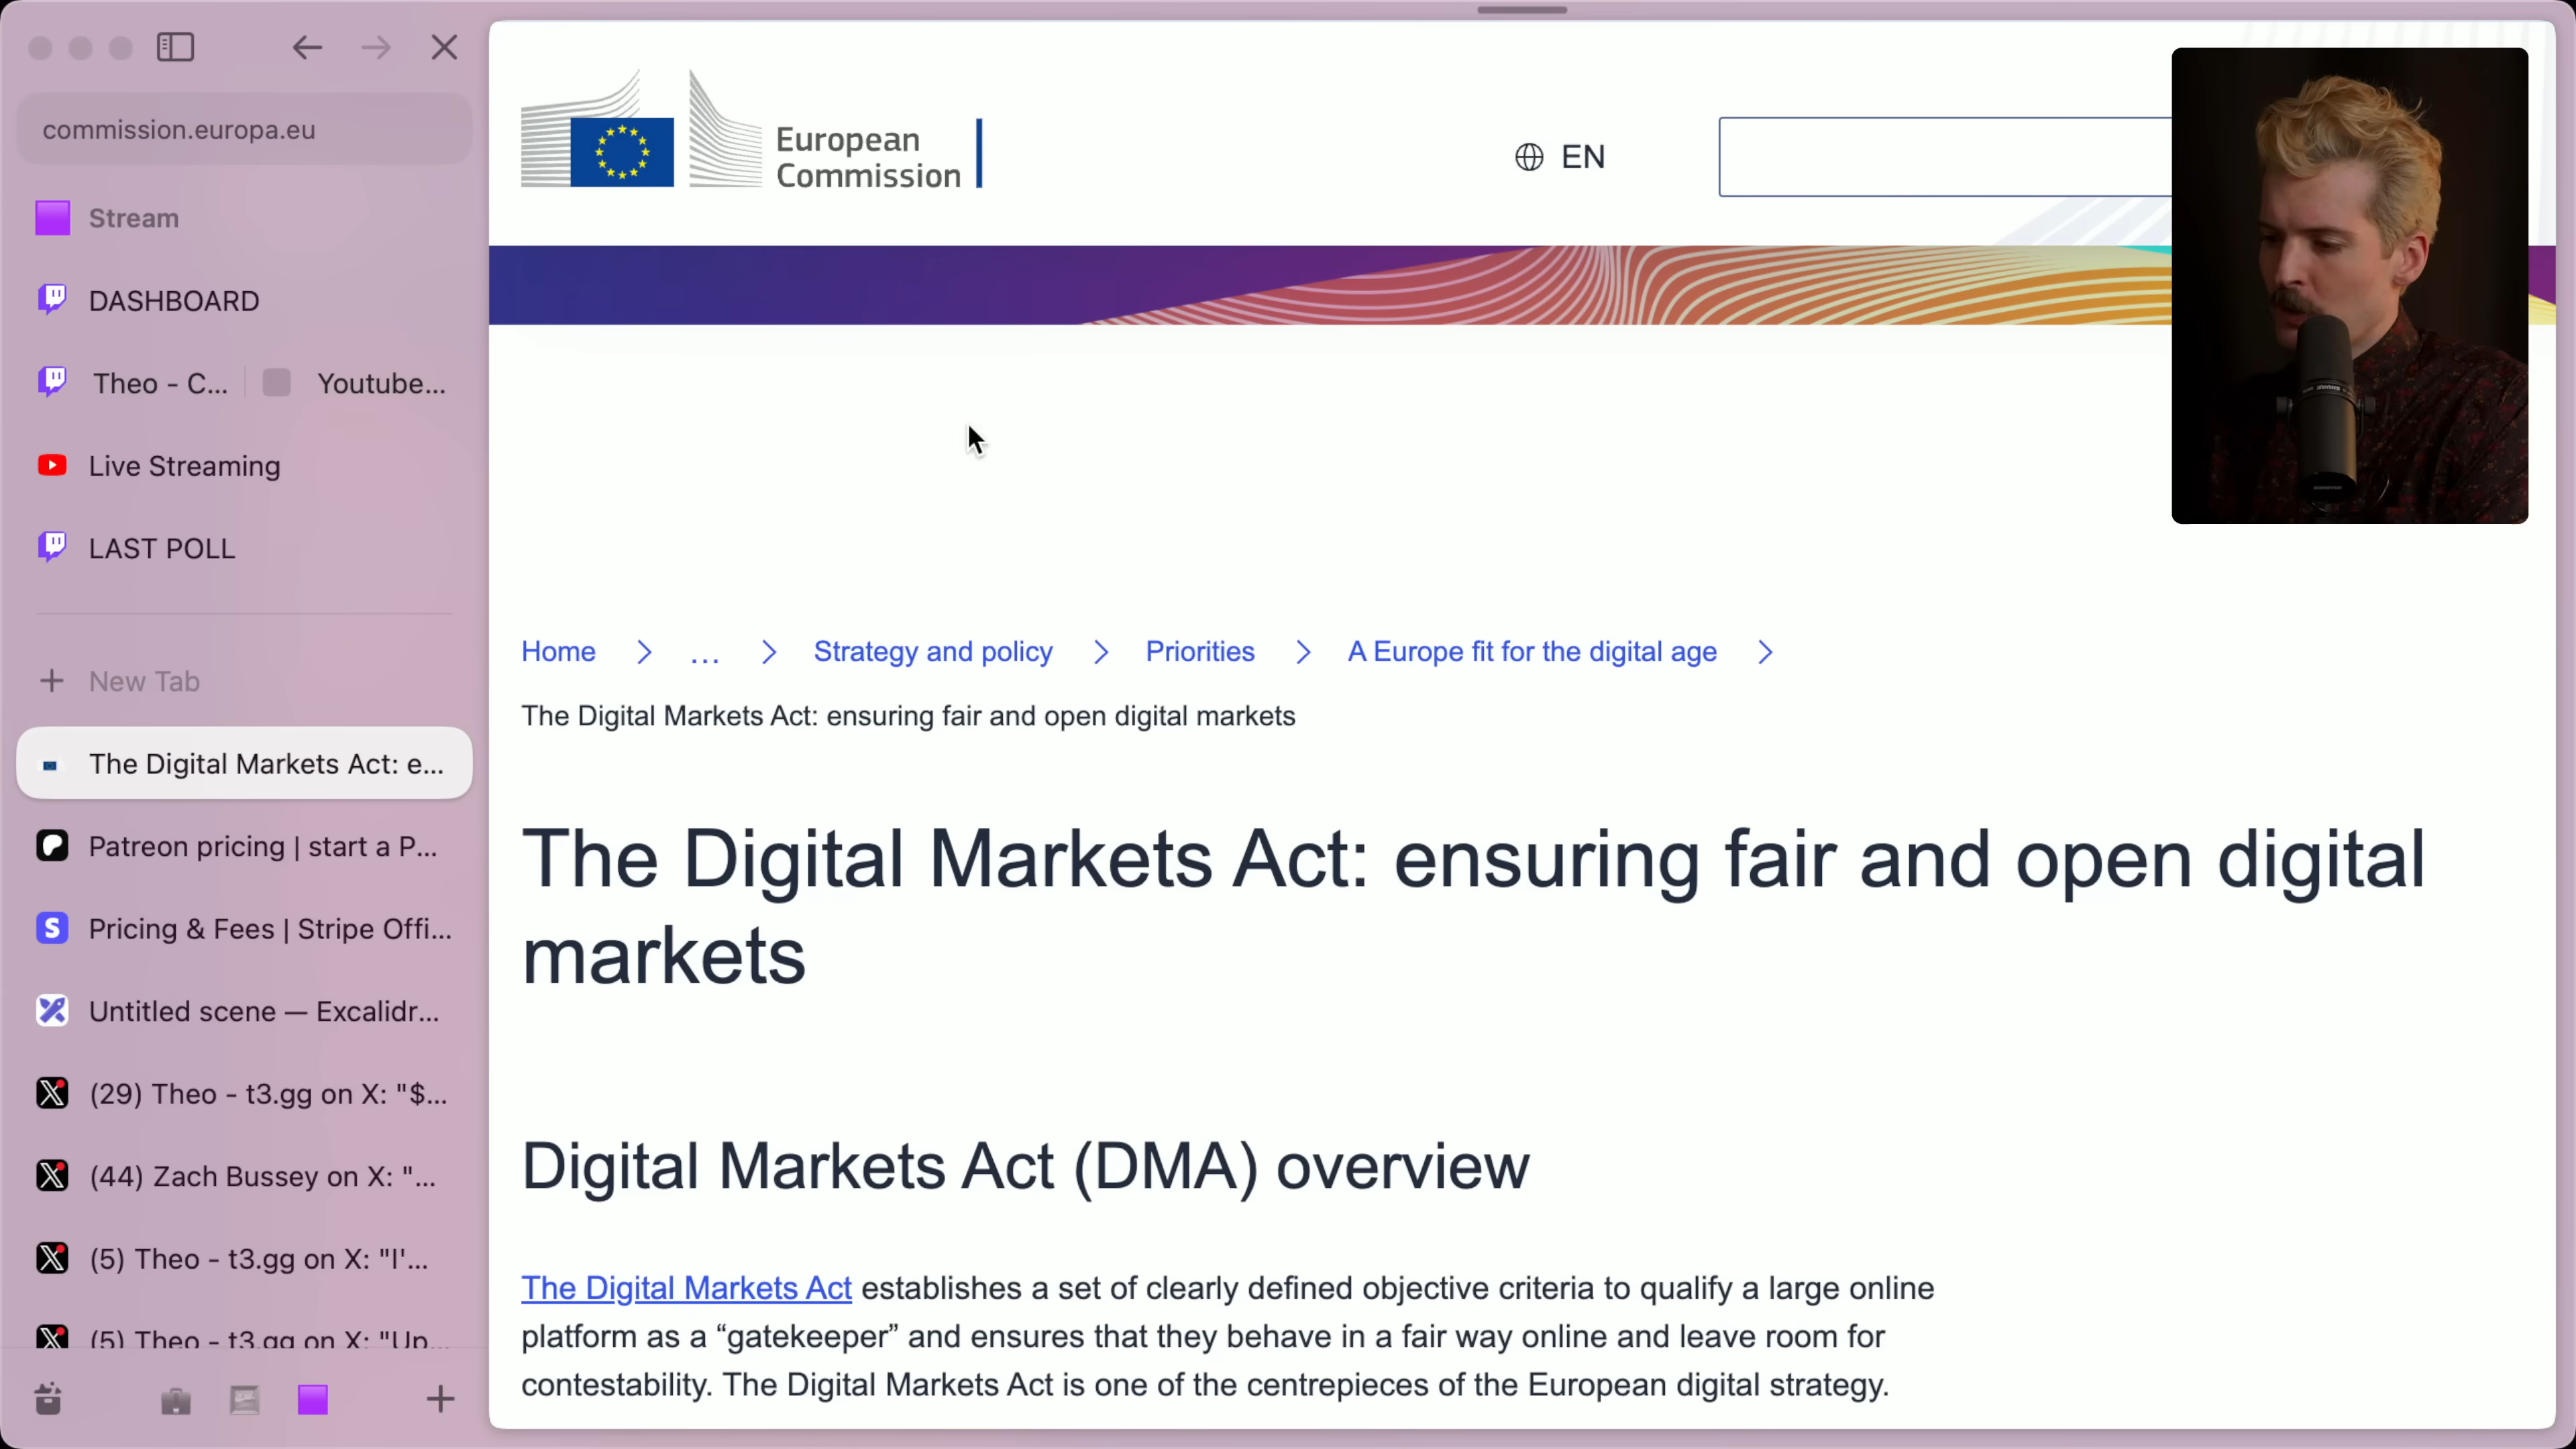 commission.europa.eu
Stream
DASHBOARD
Theo - C...
Youtube...
Live Streaming
LAST POLL
New Tab
The Digital Markets Act: e...
Patreon pricing | start a P...
Pricing & Fees | Stripe Offi...
Untitled scene — Excalidr...
(29) Theo - t3.gg on X: "$...
(44) Zach Bussey on X: "...
(5) Theo - t3.gg on X: "I'...
(5) Theo - t3.gg on X: "Up...
European
Commission
EN
Home > ... > Strategy and policy > Priorities > A Europe fit for the digital age >
The Digital Markets Act: ensuring fair and open digital markets
The Digital Markets Act: ensuring fair and open digital
markets
Digital Markets Act (DMA) overview
The Digital Markets Act establishes a set of clearly defined objective criteria to qualify a large online
platform as a “gatekeeper” and ensures that they behave in a fair way online and leave room for
contestability. The Digital Markets Act is one of the centrepieces of the European digital strategy.